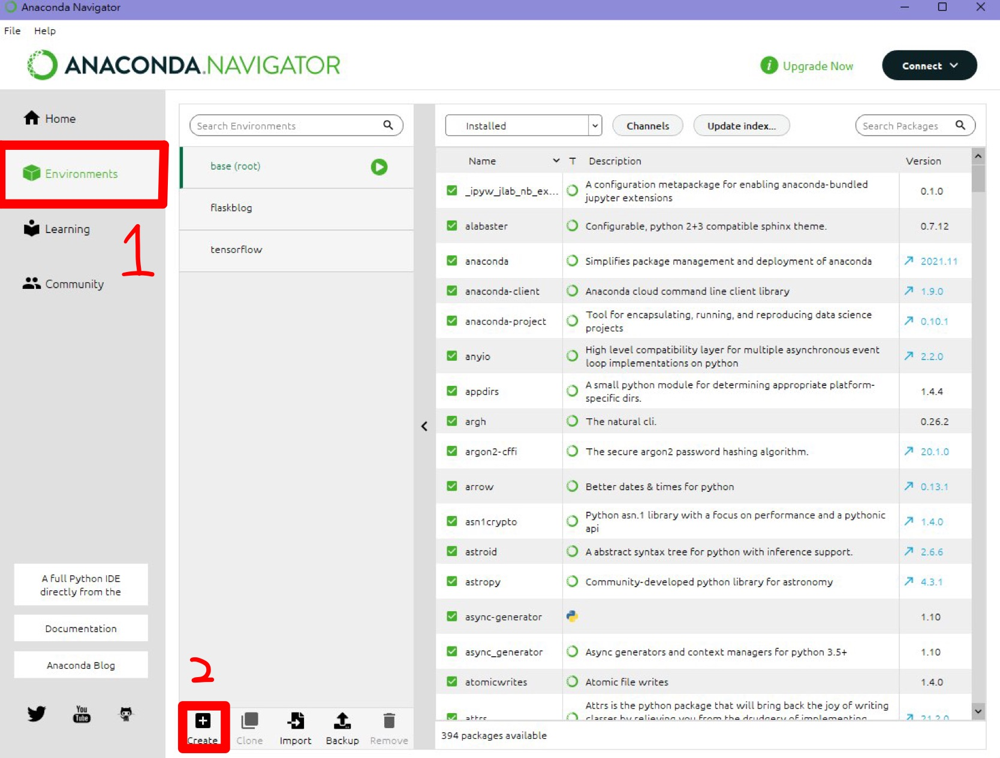 Anaconda Navigator
File Help
ANACONDA.NAVIGATOR
Upgrade Now
Connect
Home
Environments
Learning
Community
1
A full Python IDE
directly from the
Documentation
Anaconda Blog
You
Tube
Search Environments
base (root)
flaskblog
tensorflow
2
Create Clone Import Backup Remove
Installed Channels Update index... Search Packages
Name T Description Version
_ipyw_jlab_nb_ex... A configuration metapackage for enabling anaconda-bundled
jupyter extensions 0.1.0
alabaster Configurable, python 2+3 compatible sphinx theme. 0.7.12
anaconda Simplifies package management and deployment of anaconda 2021.11
anaconda-client Anaconda cloud command line client library 1.9.0
anaconda-project Tool for encapsulating, running, and reproducing data science
projects 0.10.1
anyio High level compatibility layer for multiple asynchronous event
loop implementations on python 2.2.0
appdirs A small python module for determining appropriate platform-
specific dirs. 1.4.4
argh The natural cli. 0.26.2
argon2-cffi The secure argon2 password hashing algorithm. 20.1.0
arrow Better dates & times for python 0.13.1
asn1crypto Python asn.1 library with a focus on performance and a pythonic
api 1.4.0
astroid A abstract syntax tree for python with inference support. 2.6.6
astropy Community-developed python library for astronomy 4.3.1
async-generator 1.10
async_generator Async generators and context managers for python 3.5+ 1.10
atomicwrites Atomic file writes 1.4.0
attrs Attrs is the python package that will bring back the joy of writing
classes by relieving you from the drudgery of implementing 21.2.0
394 packages available